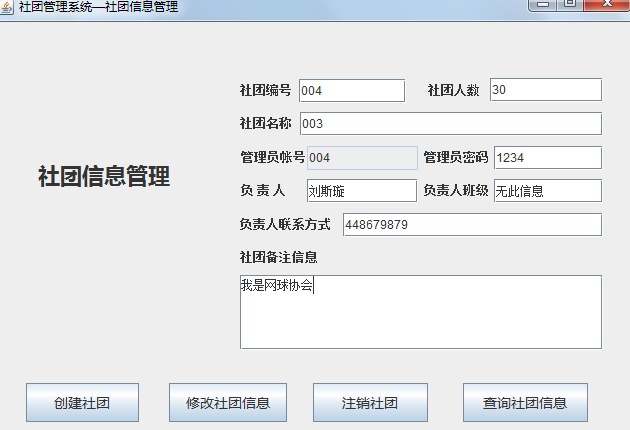 社团管理系统—社团信息管理
社团编号 004 社团人数 30
社团名称 003
管理员帐号 004 管理员密码 1234
社团信息管理
负 责 人 刘斯璇 负责人班级 无此信息
负责人联系方式 448679879
社团备注信息
我是网球协会
创建社团 修改社团信息 注销社团 查询社团信息